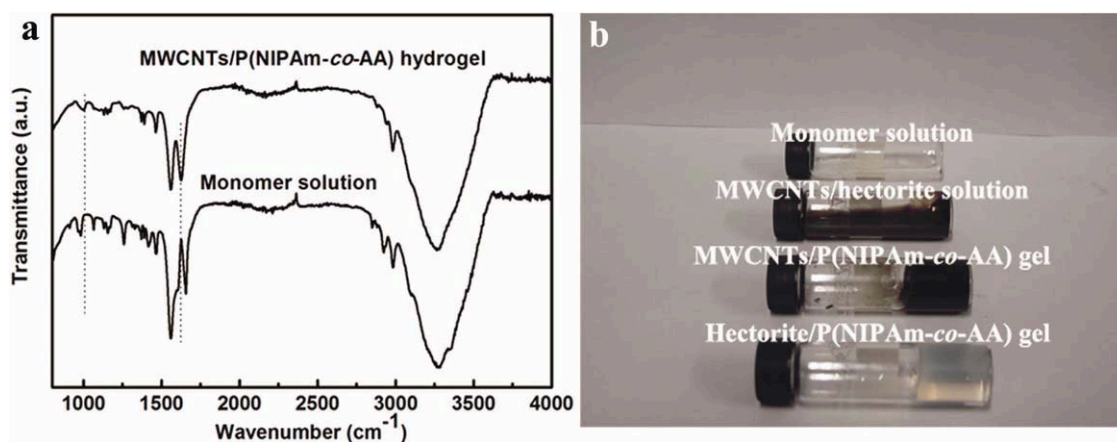 a
MWCNTs/P(NIPAm-co-AA) hydrogel
Monomer solution
Transmittance (a.u.)
1000 1500 2000 2500 3000 3500 4000
Wavenumber (cm⁻¹)
b
Monomer solution
MWCNTs/hectorite solution
MWCNTs/P(NIPAm-co-AA) gel
Hectorite/P(NIPAm-co-AA) gel